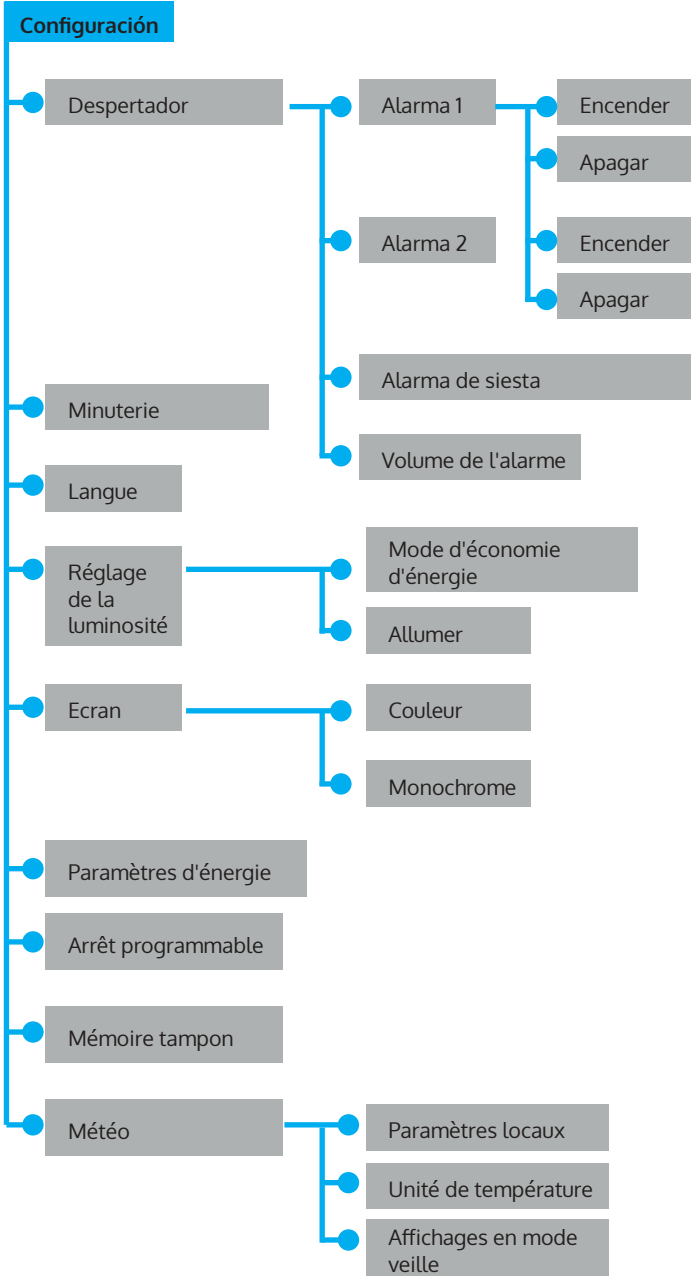 Configuración
Despertador
Alarma 1
Encender
Apagar
Alarma 2
Encender
Apagar
Alarma de siesta
Minuterie
Volume de l'alarme
Langue
Réglage
de la
luminosité
Mode d'économie
d'énergie
Allumer
Ecran
Couleur
Monochrome
Paramètres d'énergie
Arrêt programmable
Mémoire tampon
Météo
Paramètres locaux
Unité de température
Affichages en mode
veille